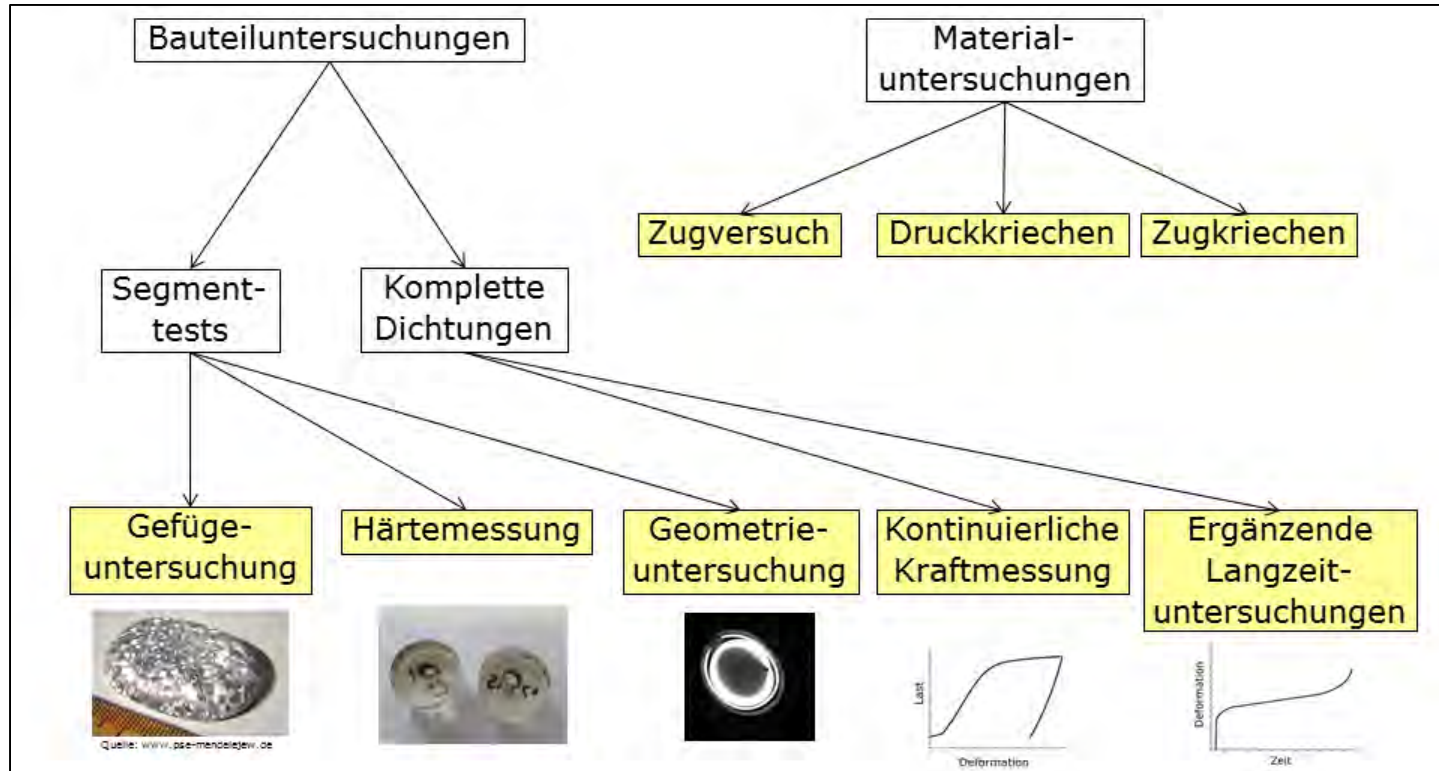 Bauteiluntersuchungen
Material-
untersuchungen
Zugversuch
Druckkriechen
Zugkriechen
Segment-
tests
Komplette
Dichtungen
Gefüge-
untersuchung
Härtemessung
Geometrie-
untersuchung
Kontinuierliche
Kraftmessung
Ergänzende
Langzeit-
untersuchungen
Quelle: www.pse-mendelejew.de
Last
Deformation
Deformation
Zeit